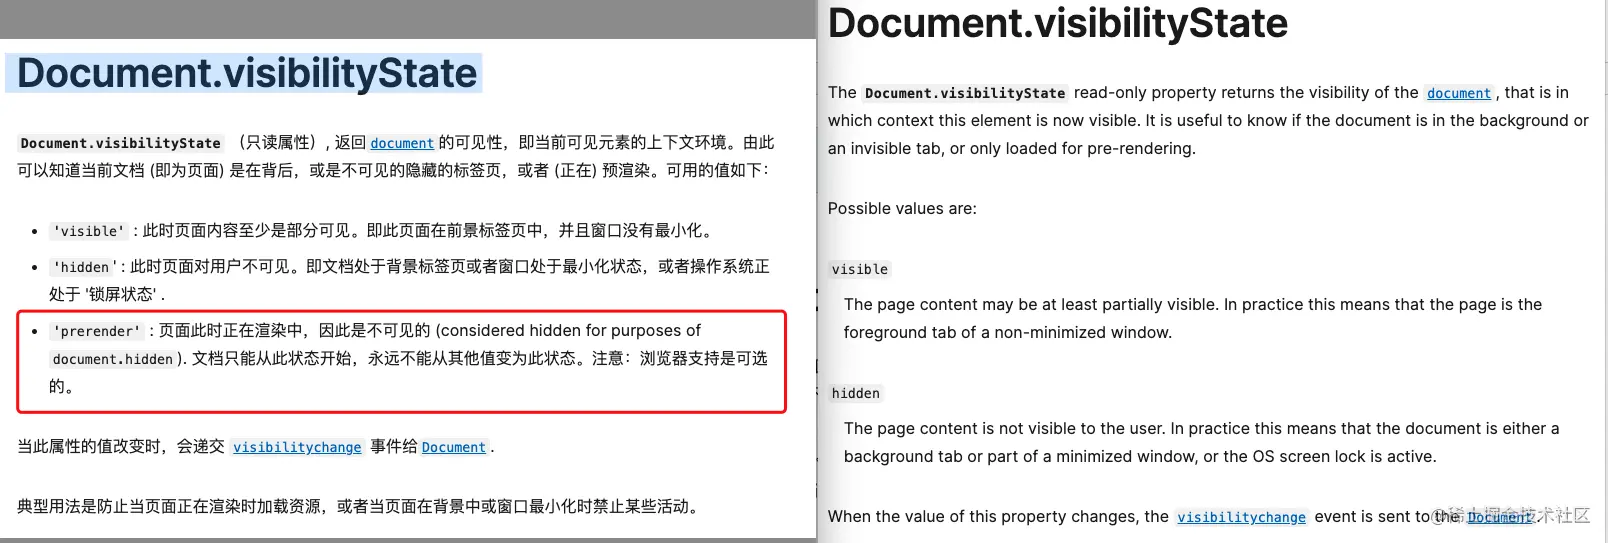 Document.visibilityState
Document.visibilityState （只读属性）, 返回 document 的可见性，即当前可见元素的上下文环境。由此
可以知道当前文档 (即为页面) 是在背后，或是不可见的隐藏的标签页，或者 (正在) 预渲染。可用的值如下：
• 'visible' : 此时页面内容至少是部分可见。即此页面在前景标签页中，并且窗口没有最小化。
• 'hidden' : 此时页面对用户不可见。即文档处于背景标签页或者窗口处于最小化状态，或者操作系统正
处于 '锁屏状态' .
• 'prerender' : 页面此时正在渲染中，因此是不可见的 (considered hidden for purposes of
document.hidden ). 文档只能从此状态开始，永远不能从其他值变为此状态。注意：浏览器支持是可选
的。
当此属性的值改变时，会递交 visibilitychange 事件给 Document .
典型用法是防止当页面正在渲染时加载资源，或者当页面在背景中或窗口最小化时禁止某些活动。
Document.visibilityState
The Document.visibilityState read-only property returns the visibility of the document , that is in
which context this element is now visible. It is useful to know if the document is in the background or
an invisible tab, or only loaded for pre-rendering.
Possible values are:
visible
The page content may be at least partially visible. In practice this means that the page is the
foreground tab of a non-minimized window.
hidden
The page content is not visible to the user. In practice this means that the document is either a
background tab or part of a minimized window, or the OS screen lock is active.
When the value of this property changes, the visibilitychange event is sent to the Document .
@稀土掘金技术社区